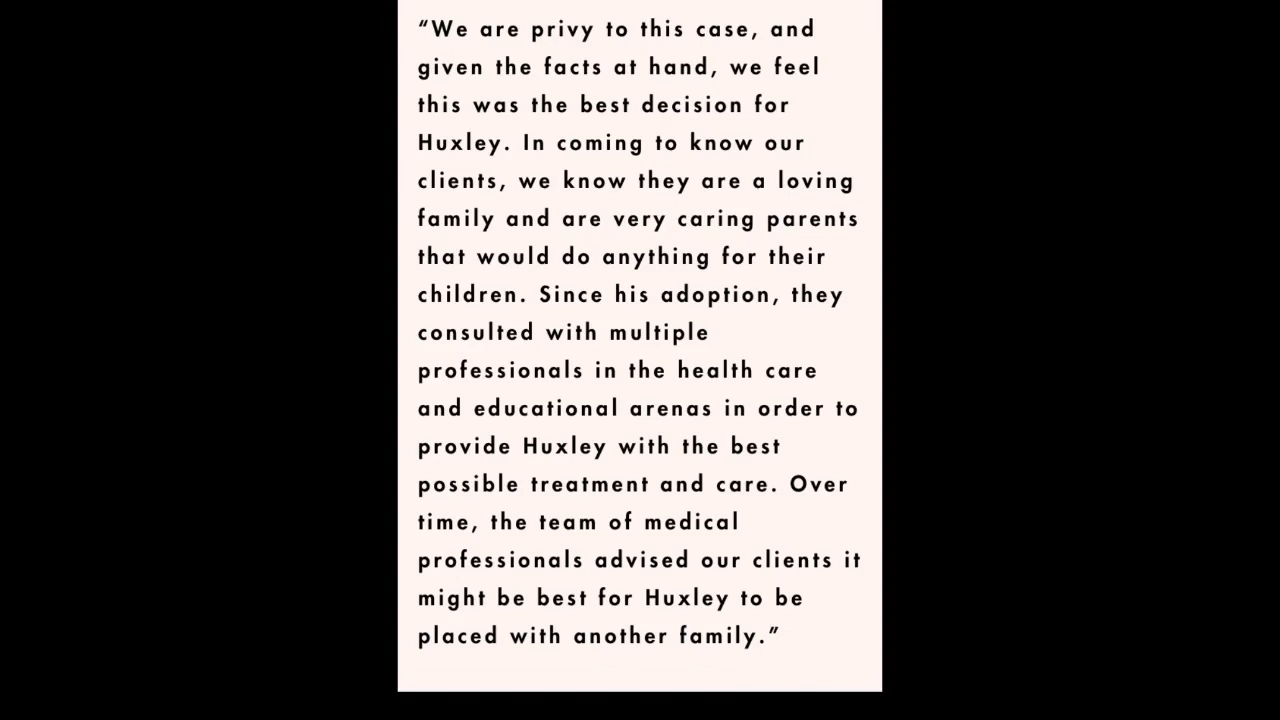 “We are privy to this case, and
given the facts at hand, we feel
this was the best decision for
Huxley. In coming to know our
clients, we know they are a loving
family and are very caring parents
that would do anything for their
children. Since his adoption, they
consulted with multiple
professionals in the health care
and educational arenas in order to
provide Huxley with the best
possible treatment and care. Over
time, the team of medical
professionals advised our clients it
might be best for Huxley to be
placed with another family.”